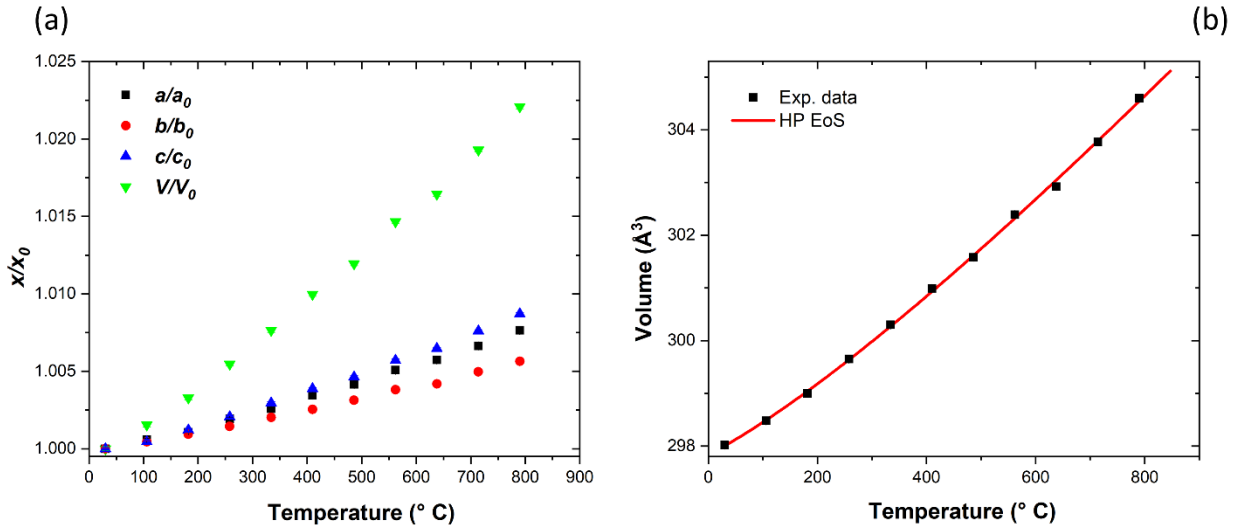 (a)
1.025
1.020
1.015
1.010
1.005
1.000
x/x0
a/a0
b/b0
c/c0
V/V0
0 100 200 300 400 500 600 700 800 900
Temperature (° C)
(b)
304
302
300
298
Volume (Å3)
Exp. data
HP EoS
0 200 400 600 800
Temperature (° C)